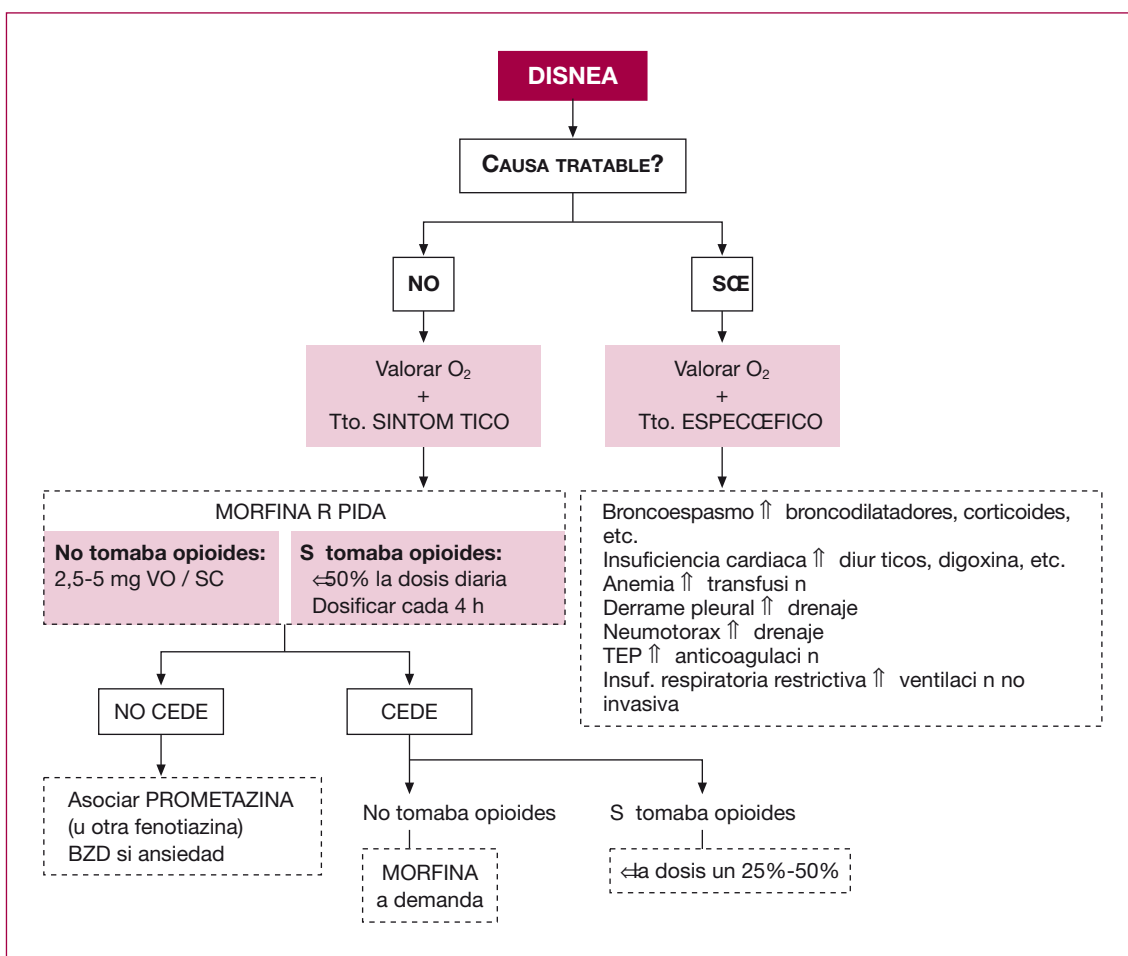 DISNEA
CAUSA TRATABLE?
NO
SŒ
Valorar O₂
+
Tto. SINTOM TICO
Valorar O₂
+
Tto. ESPECŒFICO
MORFINA R PIDA
No tomaba opioides:
2,5-5 mg VO / SC
S tomaba opioides:
⇐50% la dosis diaria
Dosificar cada 4 h
Broncoespasmo ⇑ broncodilatadores, corticoides,
etc.
Insuficiencia cardiaca ⇑ diur ticos, digoxina, etc.
Anemia ⇑ transfusi n
Derrame pleural ⇑ drenaje
Neumotorax ⇑ drenaje
TEP ⇑ anticoagulaci n
Insuf. respiratoria restrictiva ⇑ ventilaci n no
invasiva
NO CEDE
CEDE
Asociar PROMETAZINA
(u otra fenotiazina)
BZD si ansiedad
No tomaba opioides
MORFINA
a demanda
S tomaba opioides
⇐la dosis un 25%-50%